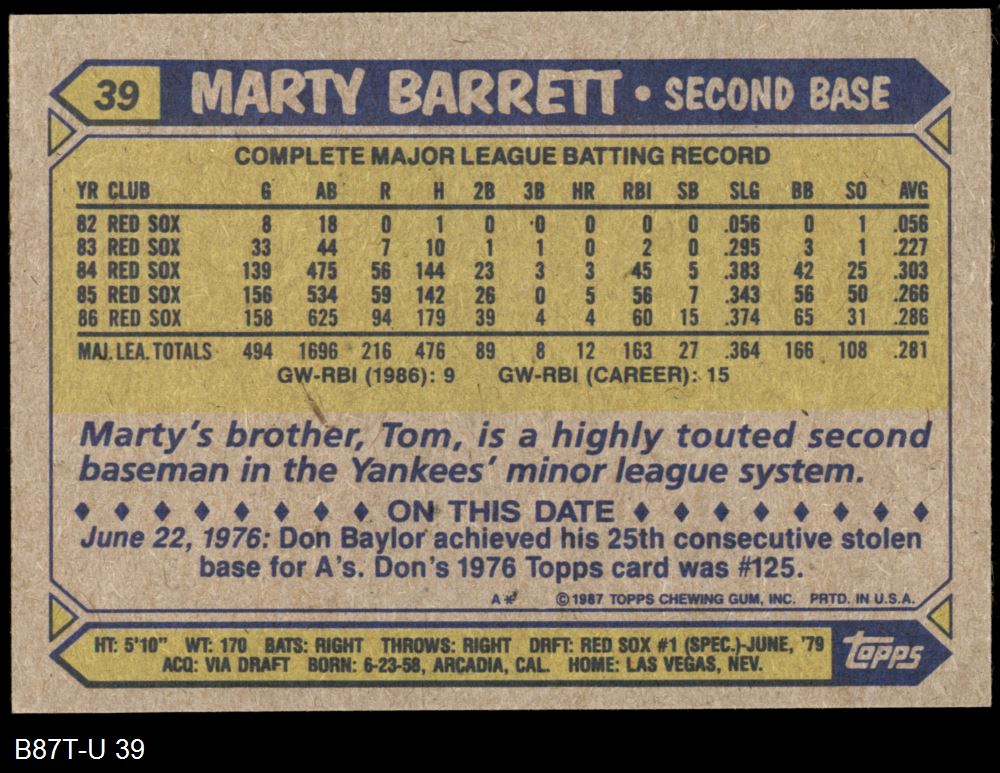 39 MARTY BARRETT • SECOND BASE
COMPLETE MAJOR LEAGUE BATTING RECORD
YR CLUB G AB R H 2B 3B HR RBI SB SLG BB SO AVG
82 RED SOX 8 18 0 1 0 0 0 0 0 .056 0 1 .056
83 RED SOX 33 44 7 10 1 1 0 2 0 .295 3 1 .227
84 RED SOX 139 475 56 144 23 3 3 45 5 .383 42 25 .303
85 RED SOX 156 534 59 142 26 0 5 56 7 .343 56 50 .266
86 RED SOX 158 625 94 179 39 4 4 60 15 .374 65 31 .286
MAJ. LEA. TOTALS 494 1696 216 476 89 8 12 163 27 .364 166 108 .281
GW-RBI (1986): 9 GW-RBI (CAREER): 15
Marty's brother, Tom, is a highly touted second
baseman in the Yankees' minor league system.
♦ ♦ ♦ ♦ ♦ ♦ ♦ ♦ ON THIS DATE ♦ ♦ ♦ ♦ ♦ ♦ ♦ ♦
June 22, 1976: Don Baylor achieved his 25th consecutive stolen
base for A's. Don's 1976 Topps card was #125.
A* © 1987 TOPPS CHEWING GUM, INC. PRTD. IN U.S.A.
HT: 5'10" WT: 170 BATS: RIGHT THROWS: RIGHT DRFT: RED SOX #1 (SPEC.)-JUNE, '79
ACQ: VIA DRAFT BORN: 6-23-58, ARCADIA, CAL. HOME: LAS VEGAS, NEV.
topps
B87T-U 39